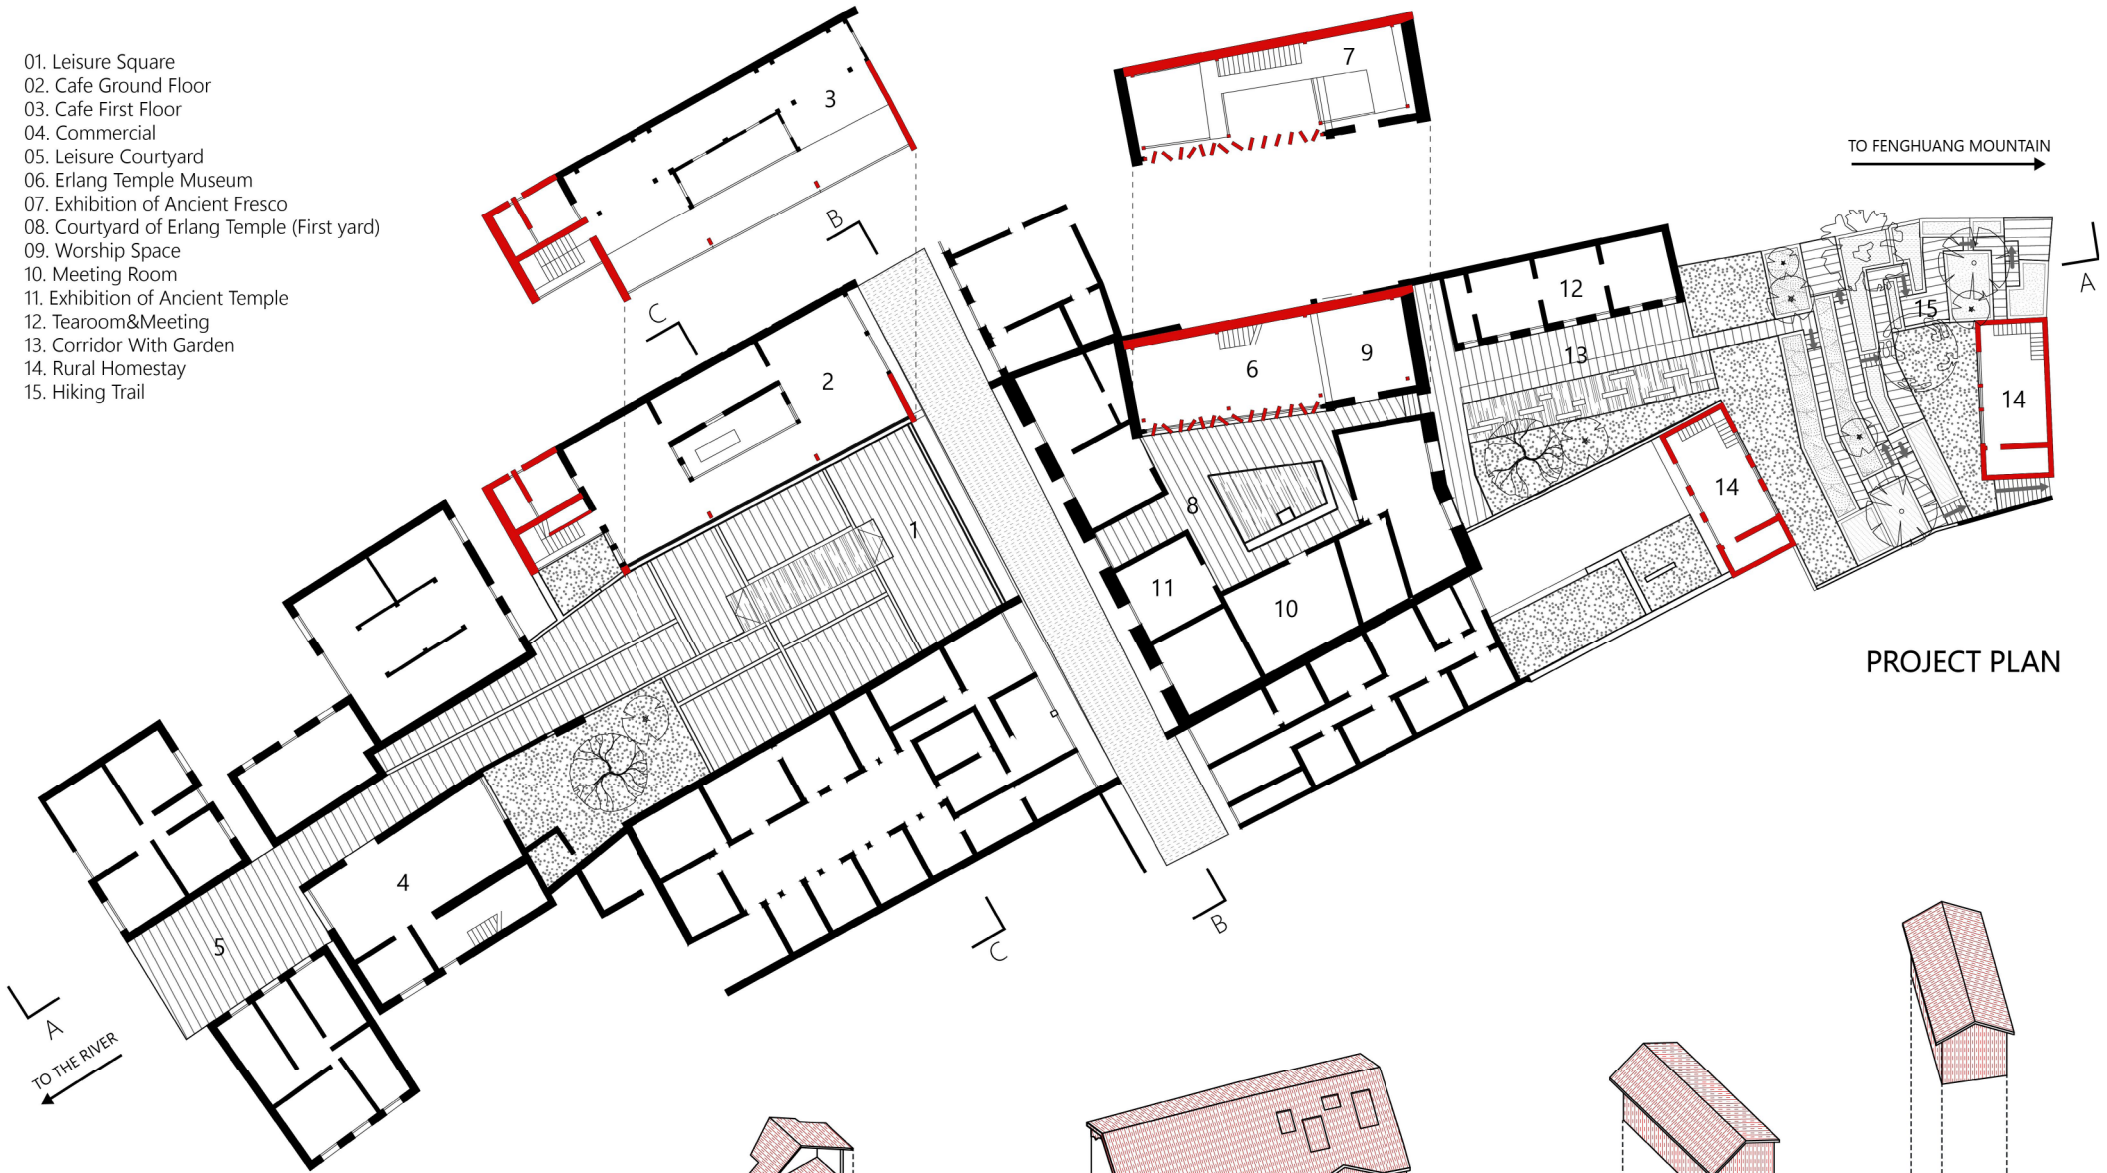 01. Leisure Square
02. Cafe Ground Floor
03. Cafe First Floor
04. Commercial
05. Leisure Courtyard
06. Erlang Temple Museum
07. Exhibition of Ancient Fresco
08. Courtyard of Erlang Temple (First yard)
09. Worship Space
10. Meeting Room
11. Exhibition of Ancient Temple
12. Tearoom&Meeting
13. Corridor With Garden
14. Rural Homestay
15. Hiking Trail
3
7
TO FENGHUANG MOUNTAIN
B
C
A
12
15
13
2
6
9
14
14
8
1
11
10
PROJECT PLAN
4
5
B
C
A
TO THE RIVER